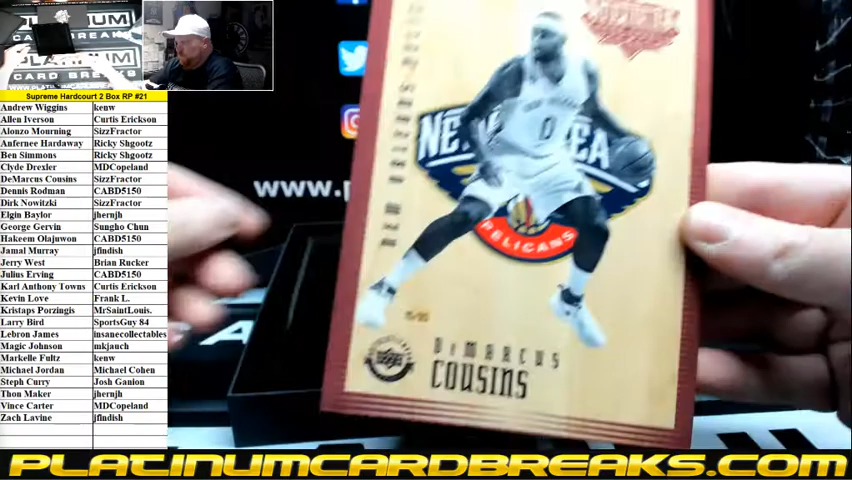 Supreme Hardcourt 2 Box RP #21
Andrew Wiggins kenw
Allen Iverson Curtis Erickson
Alonzo Mourning SizzFractor
Anfernee Hardaway Ricky Shgootz
Ben Simmons Ricky Shgootz
Clyde Drexler MDCopeland
DeMarcus Cousins SizzFractor
Dennis Rodman CABD5150
Dirk Nowitzki SizzFractor
Elgin Baylor jhernjh
George Gervin Sungho Chun
Hakeem Olajuwon CABD5150
Jamal Murray jfindish
Jerry West Brian Rucker
Julius Erving CABD5150
Karl Anthony Towns Curtis Erickson
Kevin Love Frank L.
Kristaps Porzingis MrSaintLouis.
Larry Bird SportsGuy 84
Lebron James insanecollectables
Magic Johnson mkjauch
Markelle Fultz kenw
Michael Jordan Michael Cohen
Steph Curry Josh Ganion
Thon Maker jhernjh
Vince Carter MDCopeland
Zach Lavine jfindish
PLATINUM
CARD BREAKS
www.
NEW ORLEANS PELICANS
0
PELICANS
DeMARCUS
COUSINS
PLATINUMCARDBREAKS.COM